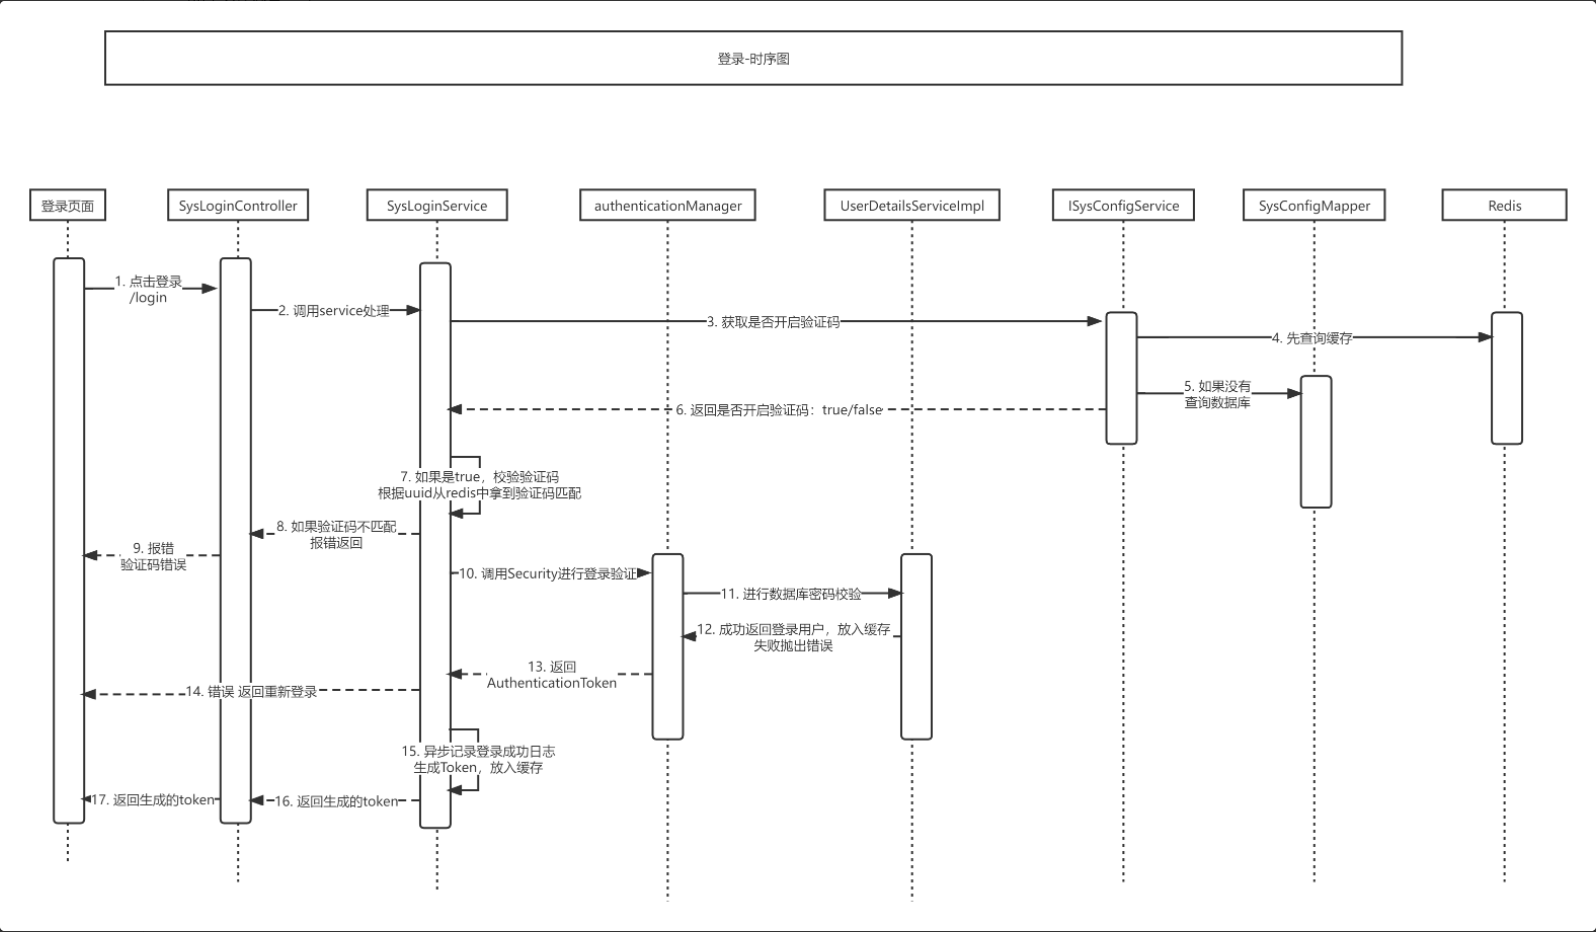 登录-时序图
登录页面
SysLoginController
SysLoginService
authenticationManager
UserDetailsServiceImpl
ISysConfigService
SysConfigMapper
Redis
1. 点击登录
/login
2. 调用service处理
3. 获取是否开启验证码
4. 先查询缓存
5. 如果没有
查询数据库
6. 返回是否开启验证码：true/false
7. 如果是true，校验验证码
根据uuid从redis中拿到验证码匹配
8. 如果验证码不匹配
报错返回
9. 报错
验证码错误
10. 调用Security进行登录验证
11. 进行数据库密码校验
12. 成功返回登录用户，放入缓存
失败抛出错误
13. 返回
AuthenticationToken
14. 错误 返回重新登录
15. 异步记录登录成功日志
生成Token，放入缓存
16. 返回生成的token
17. 返回生成的token